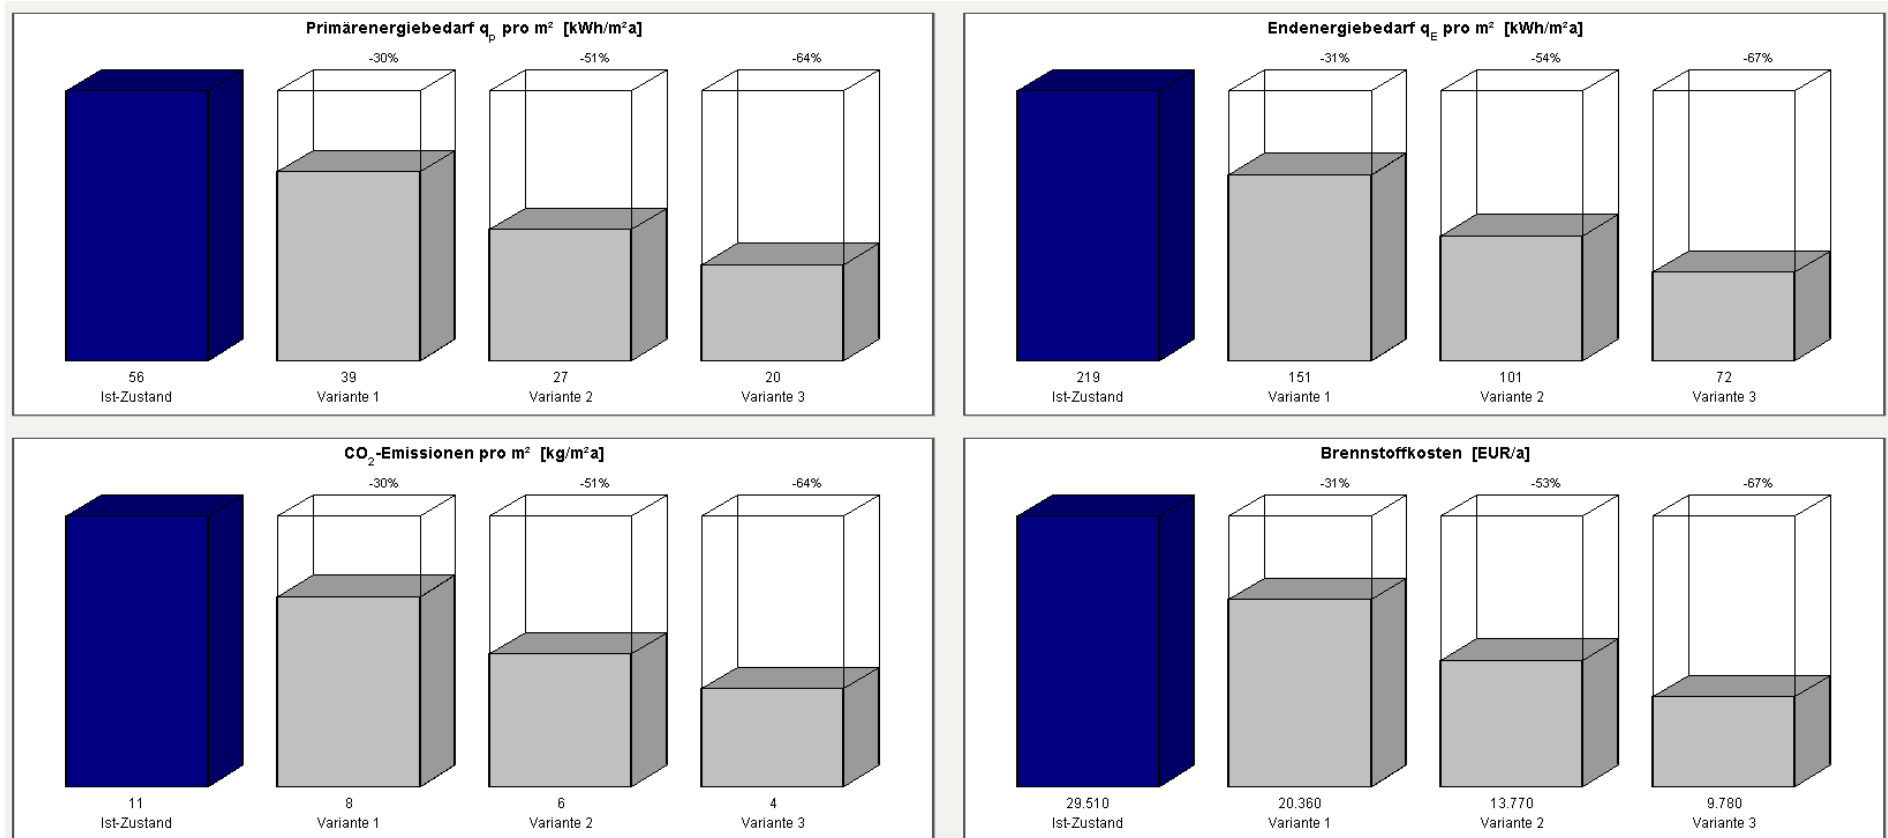 Primärenergiebedarf qp pro m² [kWh/m²a]
-30% -51% -64%
56 39 27 20
Ist-Zustand Variante 1 Variante 2 Variante 3
Endenergiebedarf qE pro m² [kWh/m²a]
-31% -54% -67%
219 151 101 72
Ist-Zustand Variante 1 Variante 2 Variante 3
CO2-Emissionen pro m² [kg/m²a]
-30% -51% -64%
11 8 6 4
Ist-Zustand Variante 1 Variante 2 Variante 3
Brennstoffkosten [EUR/a]
-31% -53% -67%
29.510 20.360 13.770 9.780
Ist-Zustand Variante 1 Variante 2 Variante 3